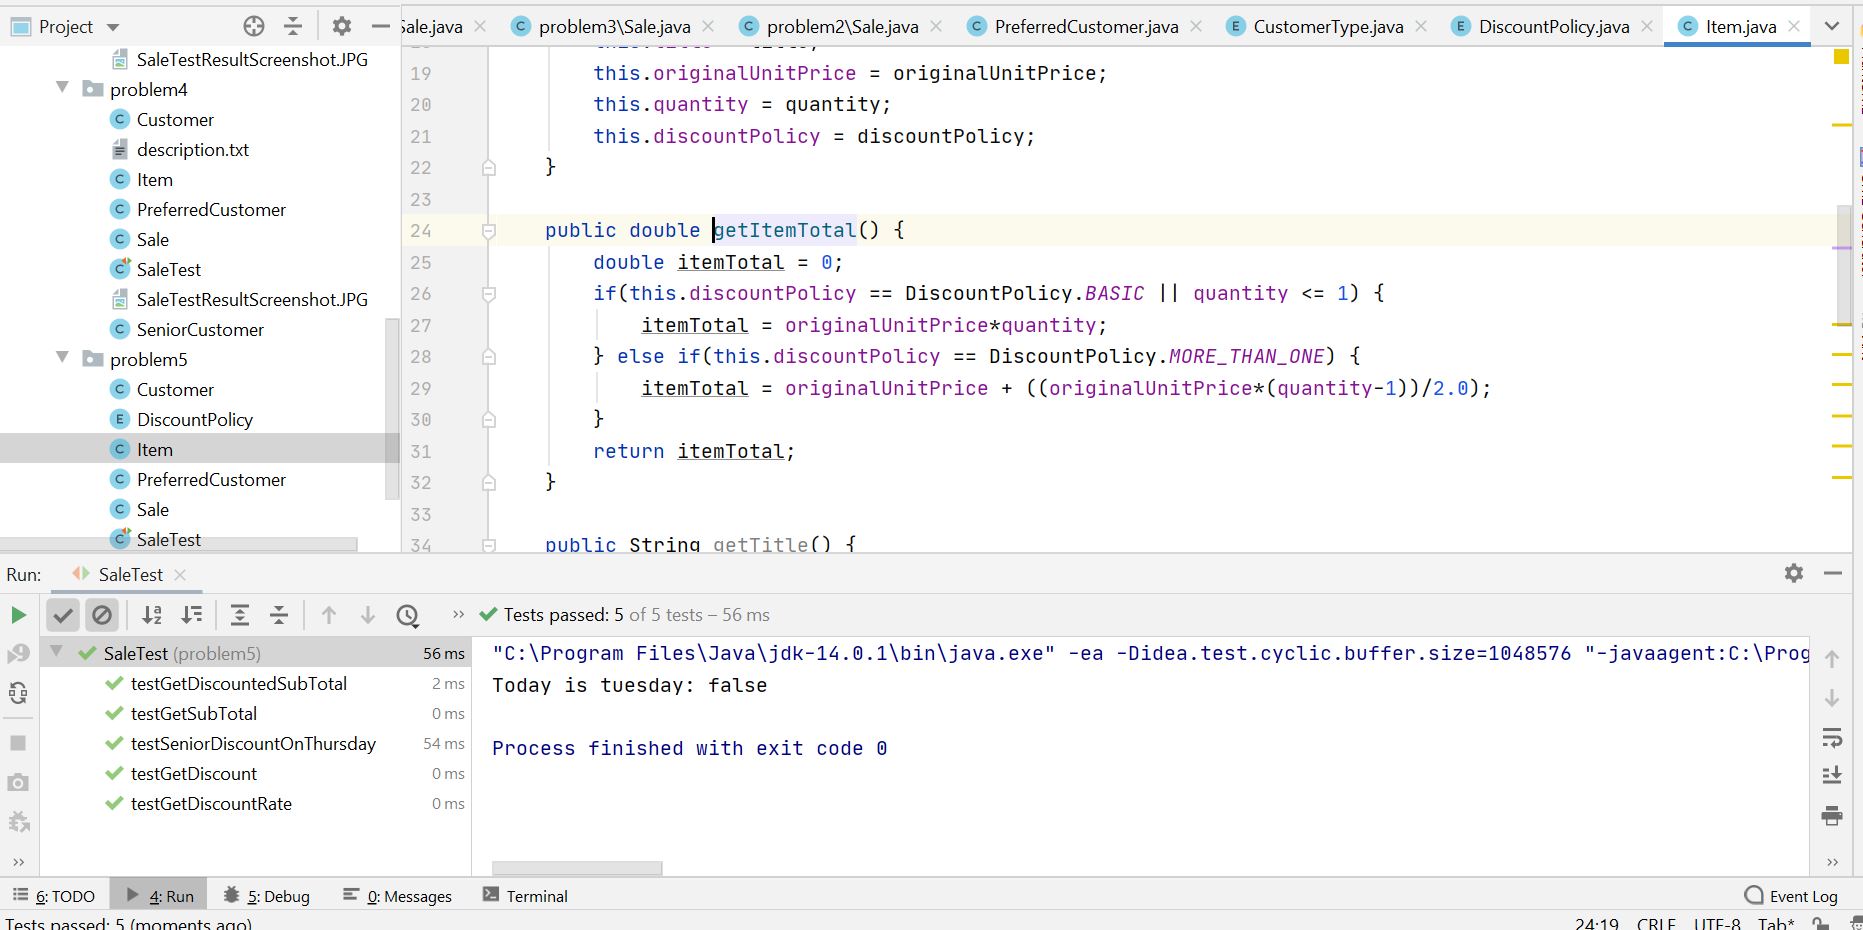 Project
Sale.java
problem3\Sale.java
problem2\Sale.java
PreferredCustomer.java
CustomerType.java
DiscountPolicy.java
Item.java
SaleTestResultScreenshot.JPG
problem4
Customer
description.txt
Item
PreferredCustomer
Sale
SaleTest
SaleTestResultScreenshot.JPG
SeniorCustomer
problem5
Customer
DiscountPolicy
Item
PreferredCustomer
Sale
SaleTest
19 this.originalUnitPrice = originalUnitPrice;
20 this.quantity = quantity;
21 this.discountPolicy = discountPolicy;
22 }
23
24 public double getItemTotal() {
25 double itemTotal = 0;
26 if(this.discountPolicy == DiscountPolicy.BASIC || quantity <= 1) {
27 itemTotal = originalUnitPrice*quantity;
28 } else if(this.discountPolicy == DiscountPolicy.MORE_THAN_ONE) {
29 itemTotal = originalUnitPrice + ((originalUnitPrice*(quantity-1))/2.0);
30 }
31 return itemTotal;
32 }
33
34 public String getTitle() {
Run: SaleTest
Tests passed: 5 of 5 tests – 56 ms
SaleTest (problem5) 56 ms
testGetDiscountedSubTotal 2 ms
testGetSubTotal 0 ms
testSeniorDiscountOnThursday 54 ms
testGetDiscount 0 ms
testGetDiscountRate 0 ms
"C:\Program Files\Java\jdk-14.0.1\bin\java.exe" -ea -Didea.test.cyclic.buffer.size=1048576 "-javaagent:C:\Prog
Today is tuesday: false
Process finished with exit code 0
6: TODO
4: Run
5: Debug
0: Messages
Terminal
Event Log
Tests passed: 5 (moments ago)
24:19 CRLF UTF-8 Tab*